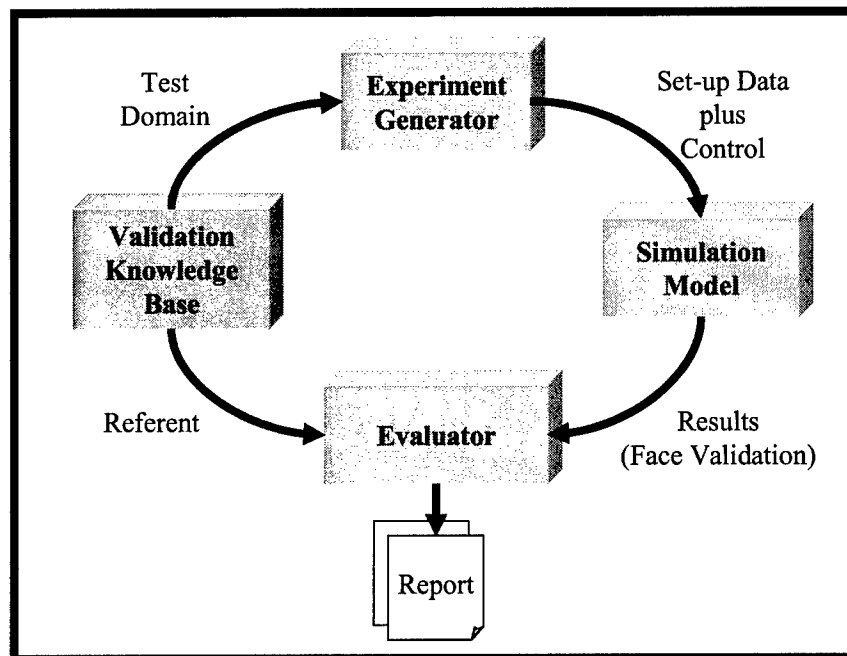 Test
Domain
Experiment
Generator
Set-up Data
plus
Control
Validation
Knowledge
Base
Simulation
Model
Referent
Evaluator
Results
(Face Validation)
Report